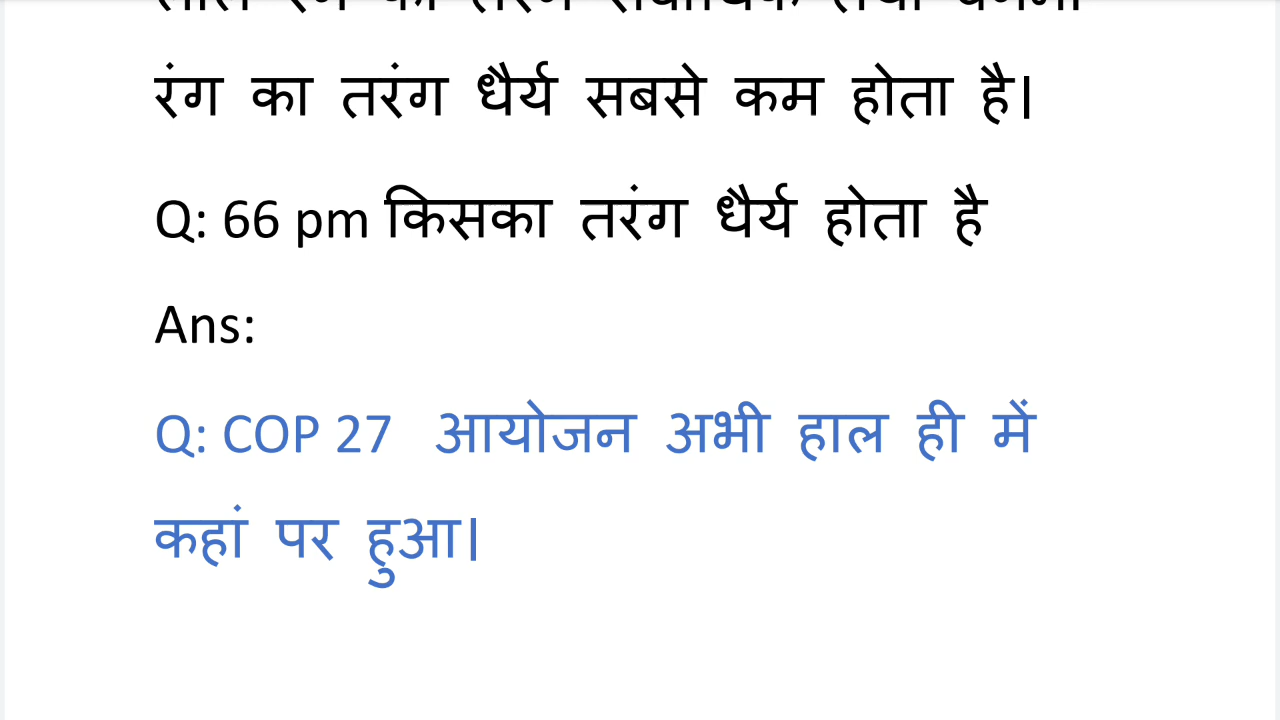 रंग का तरंग धैर्य सबसे कम होता है।
Q: 66 pm किसका तरंग धैर्य होता है
Ans:
Q: COP 27 आयोजन अभी हाल ही में
कहां पर हुआ।